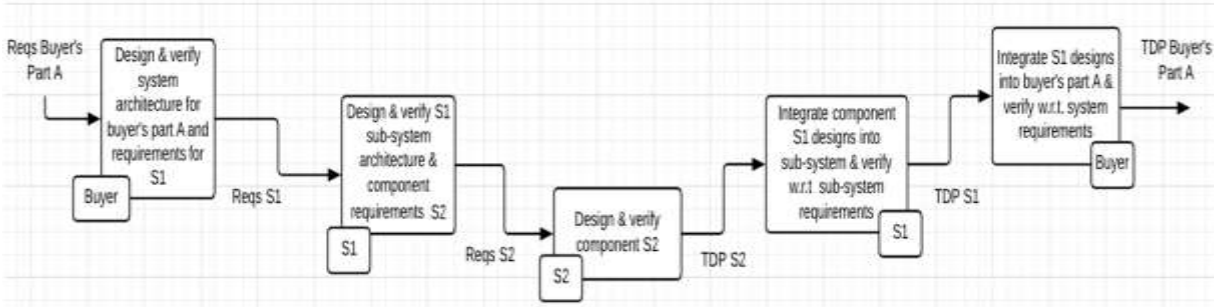 Reqs Buyer's
Part A
Design & verify
system
architecture for
buyer's part A and
requirements for
S1
Buyer
Reqs S1
Design & verify S1
sub-system
architecture &
component
requirements S2
S1
Reqs S2
Design & verify
component S2
S2
TDP S2
Integrate component
S1 designs into
sub-system & verify
w.r.t sub-system
requirements
S1
TDP S1
Integrate S1 designs
into buyer's part A &
verify w.r.t. system
requirements
Buyer
TDP Buyer's
Part A